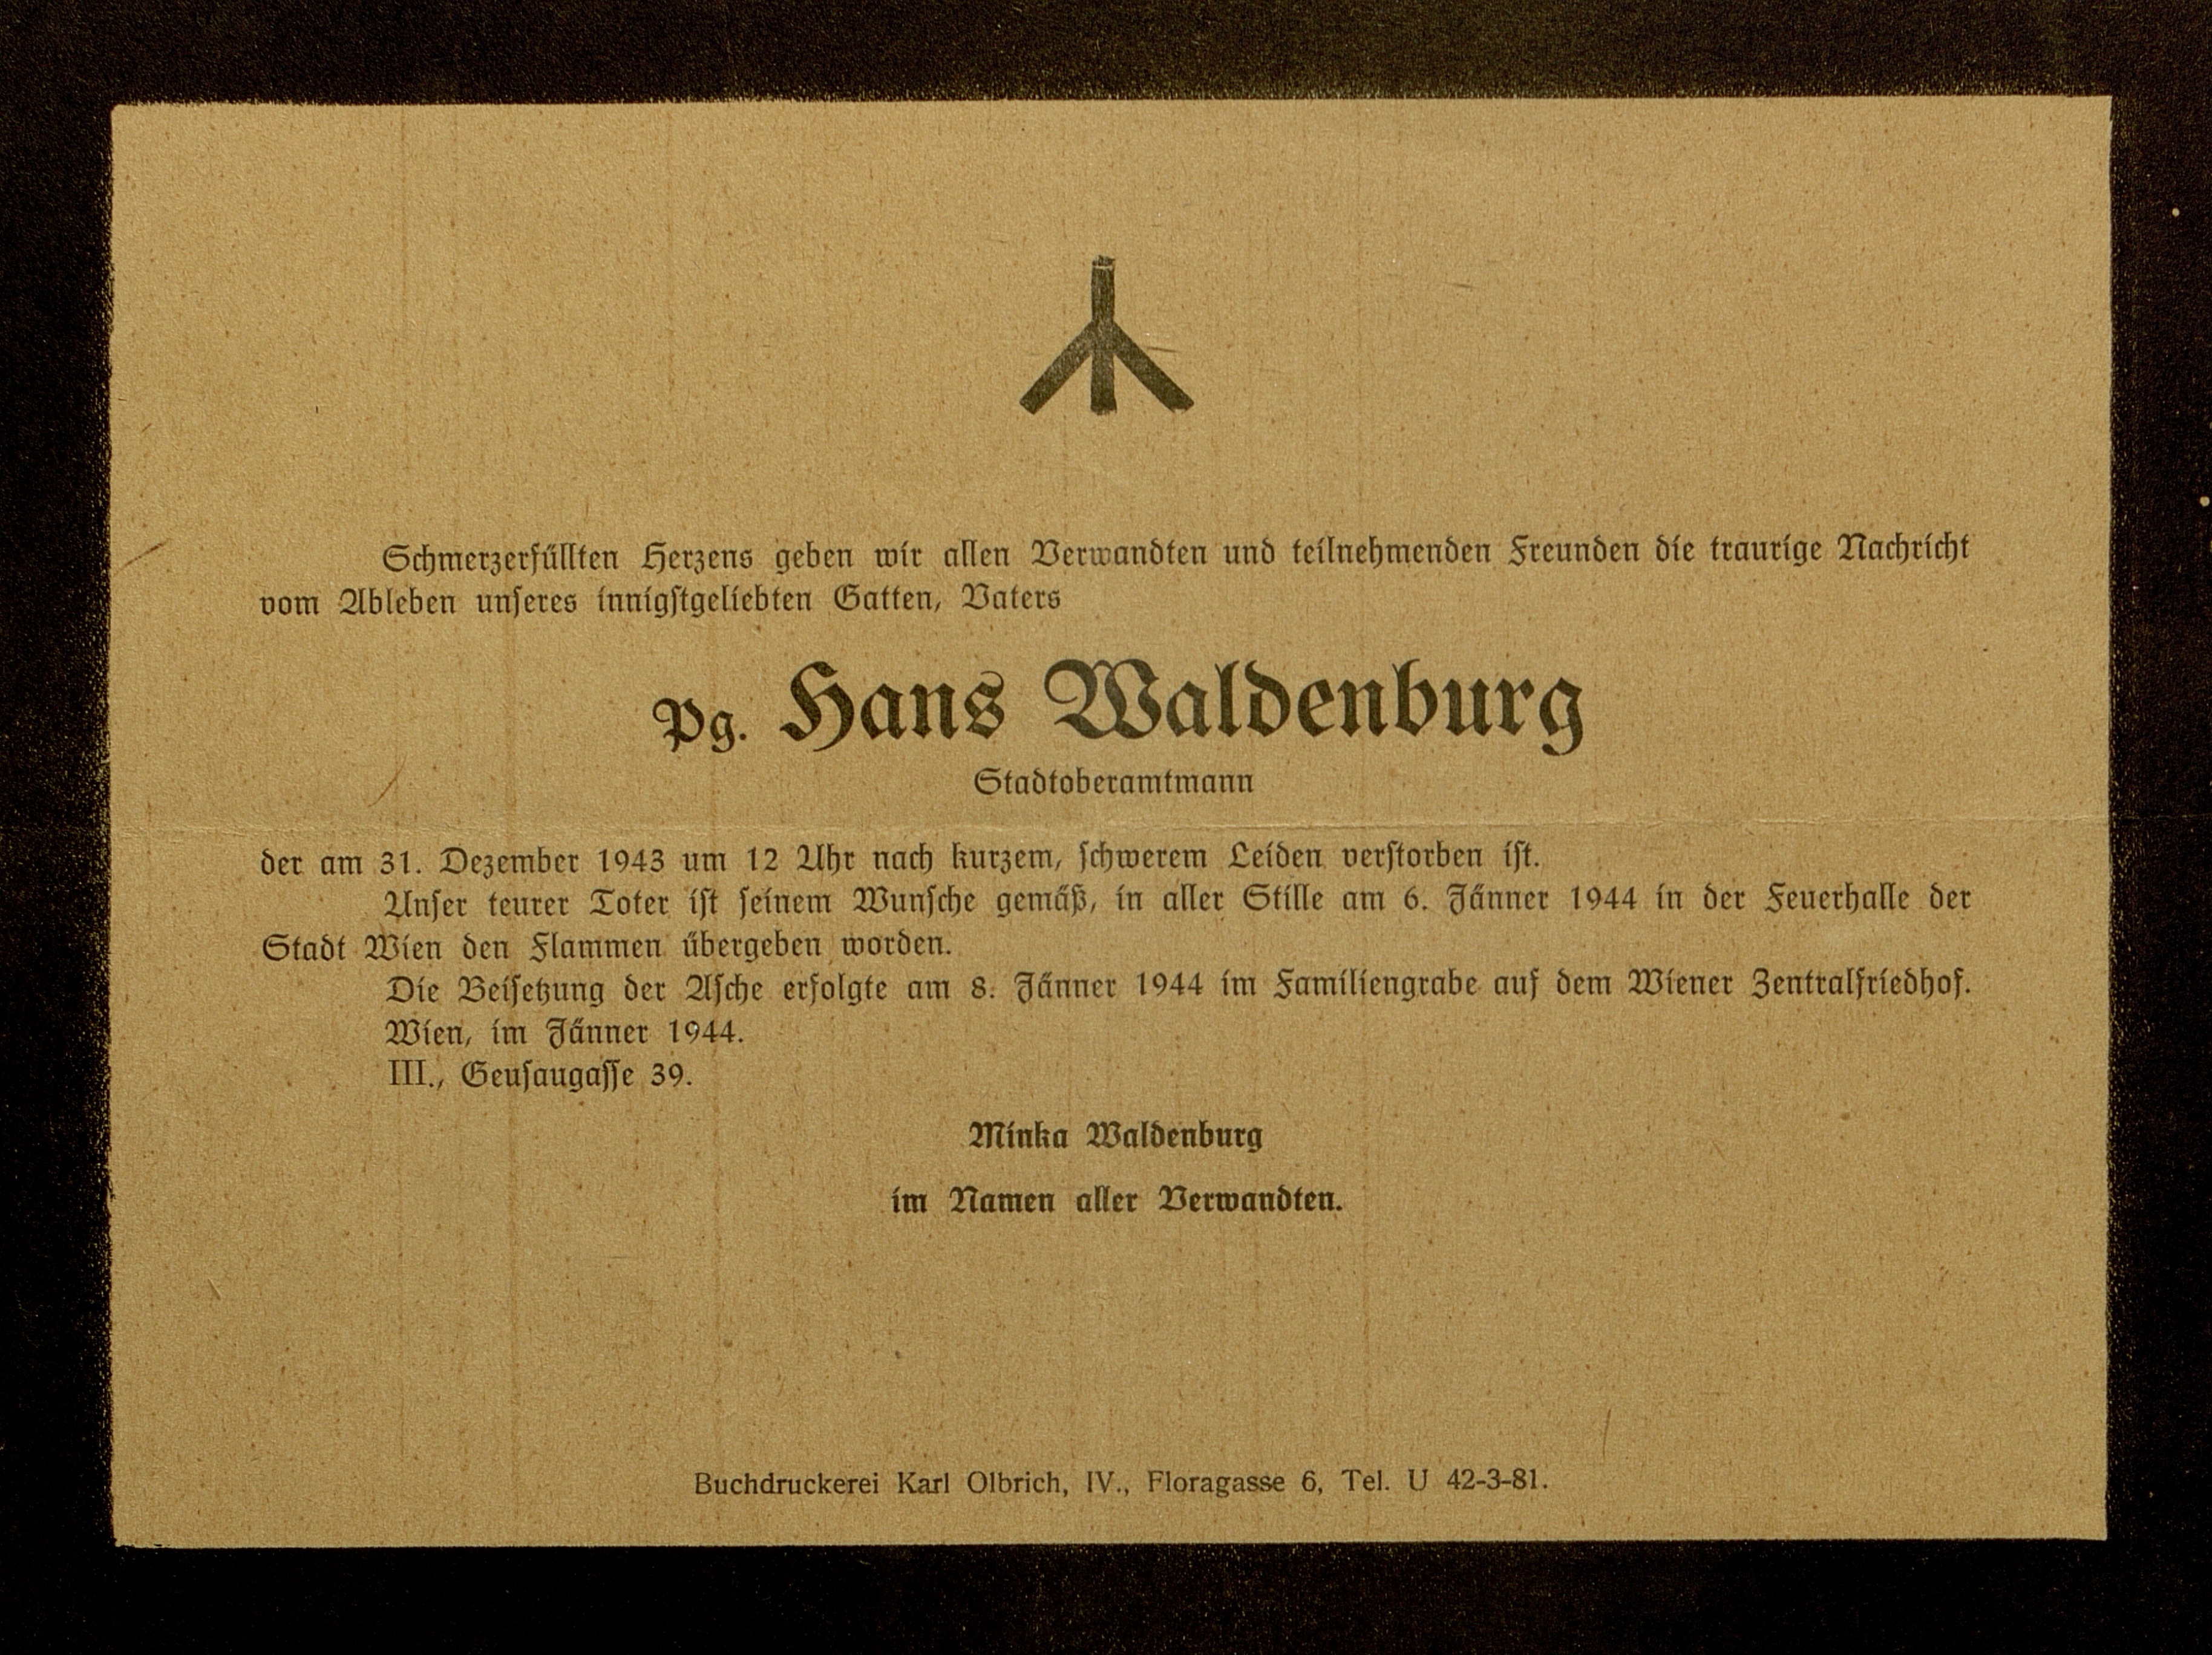 Schmerzerfüllten Herzens geben wir allen Verwandten und teilnehmenden Freunden die traurige Nachricht
vom Ableben unseres innigstgeliebten Gatten, Vaters
Pg. Hans Waldenburg
Stadtoberamtmann
der am 31. Dezember 1943 um 12 Uhr nach kurzem, schwerem Leiden verstorben ist.
Unser teurer Toter ist seinem Wunsche gemäß, in aller Stille am 6. Jänner 1944 in der Feuerhalle der
Stadt Wien den Flammen übergeben worden.
Die Beisetzung der Asche erfolgte am 8. Jänner 1944 im Familiengrabe auf dem Wiener Zentralfriedhof.
Wien, im Jänner 1944.
III., Geusaugasse 39.
Minka Waldenburg
im Namen aller Verwandten.
Buchdruckerei Karl Olbrich, IV., Floragasse 6, Tel. U 42-3-81.